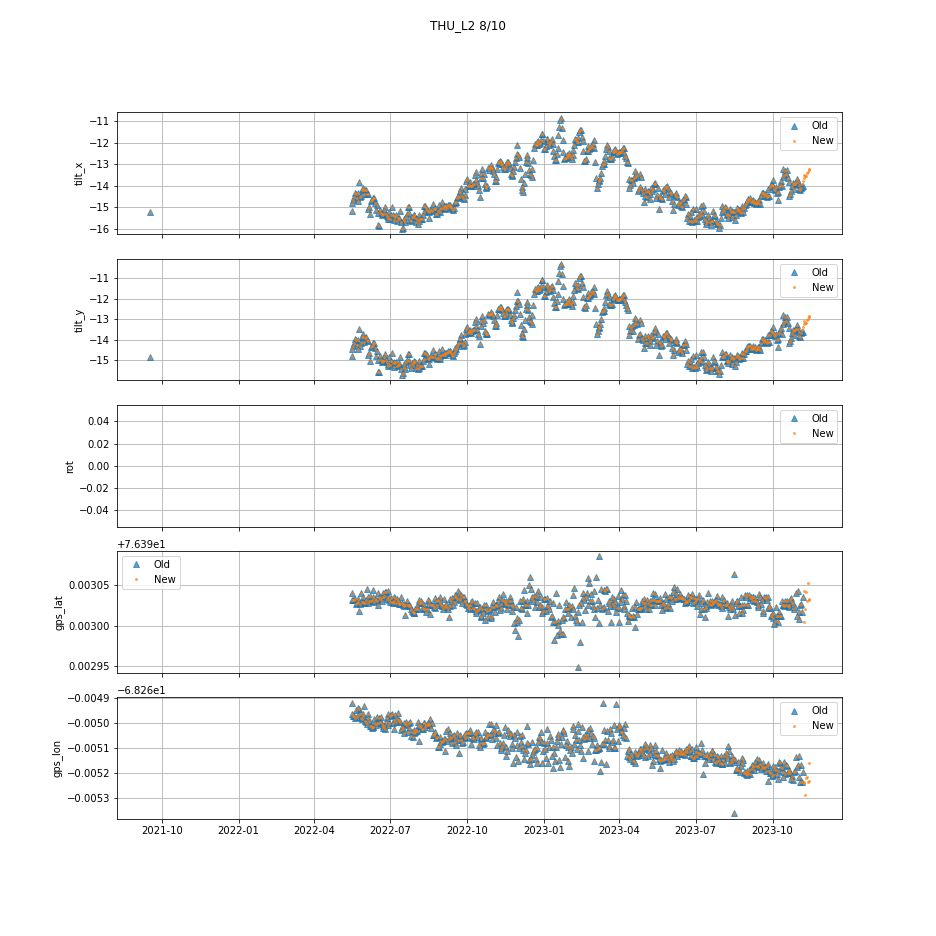 THU_L2 8/10
−11
−12
−13
−14
−15
−16
tilt_x
Old
New
−11
−12
−13
−14
−15
tilt_y
Old
New
0.04
0.02
0.00
−0.02
−0.04
rot
Old
New
+7.639e1
0.00305
0.00300
0.00295
gps_lat
Old
New
−6.826e1
−0.0049
−0.0050
−0.0051
−0.0052
−0.0053
gps_lon
Old
New
2021-10 2022-01 2022-04 2022-07 2022-10 2023-01 2023-04 2023-07 2023-10